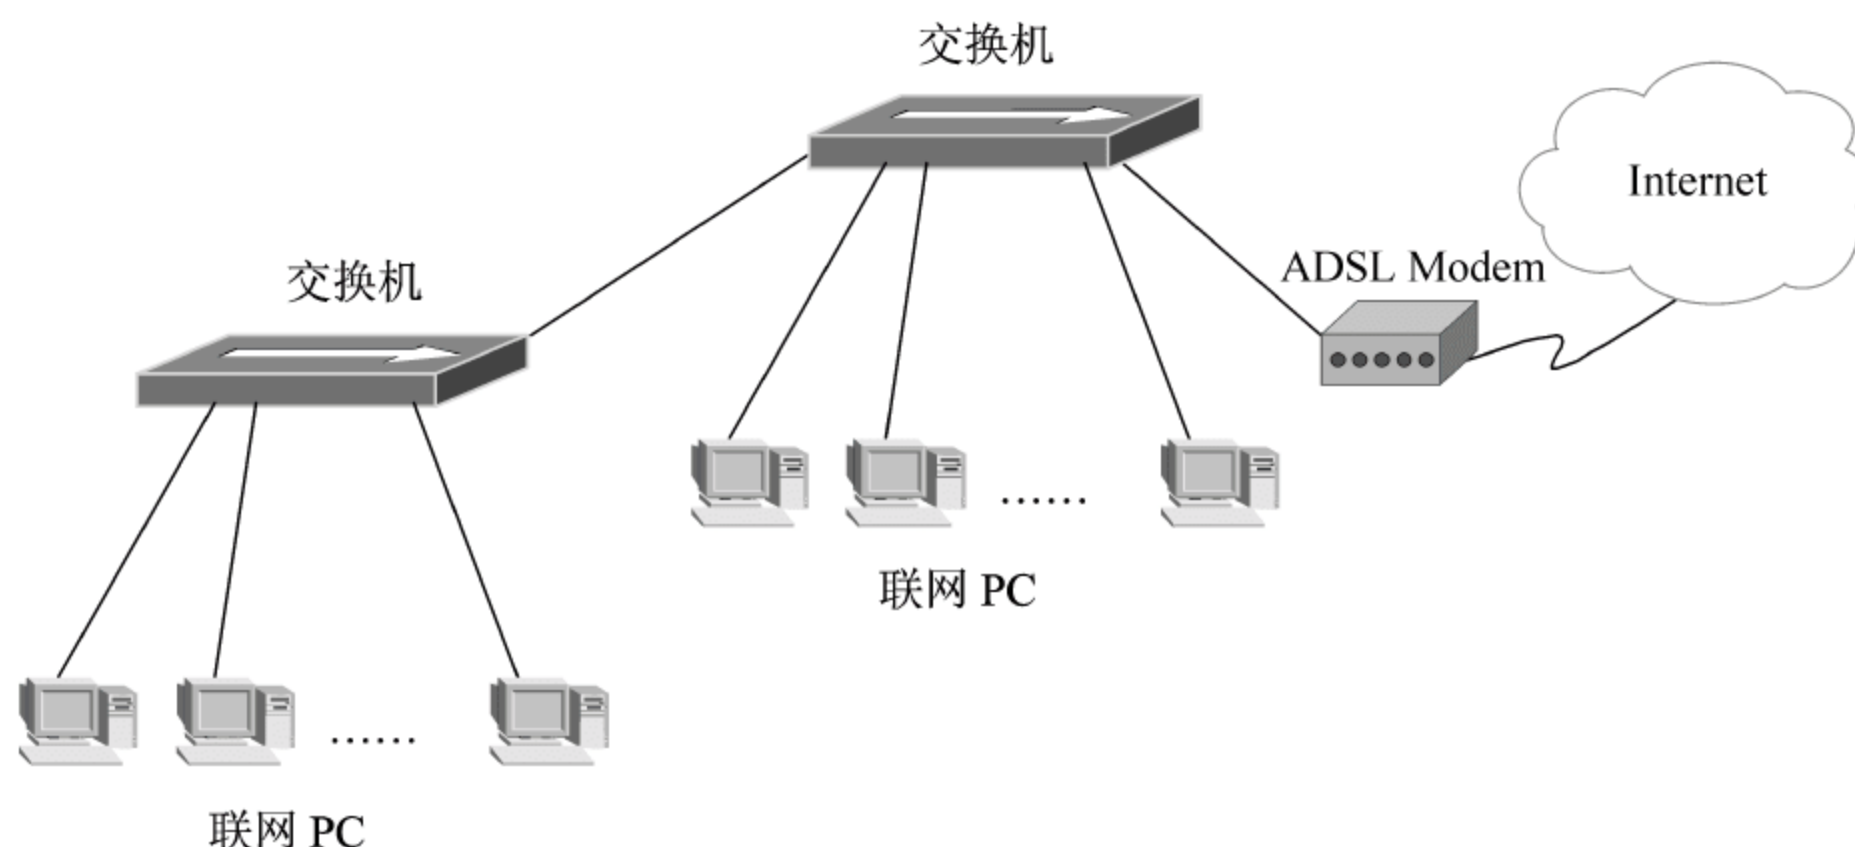 交换机
Internet
ADSL Modem
交换机
……
联网 PC
……
联网 PC